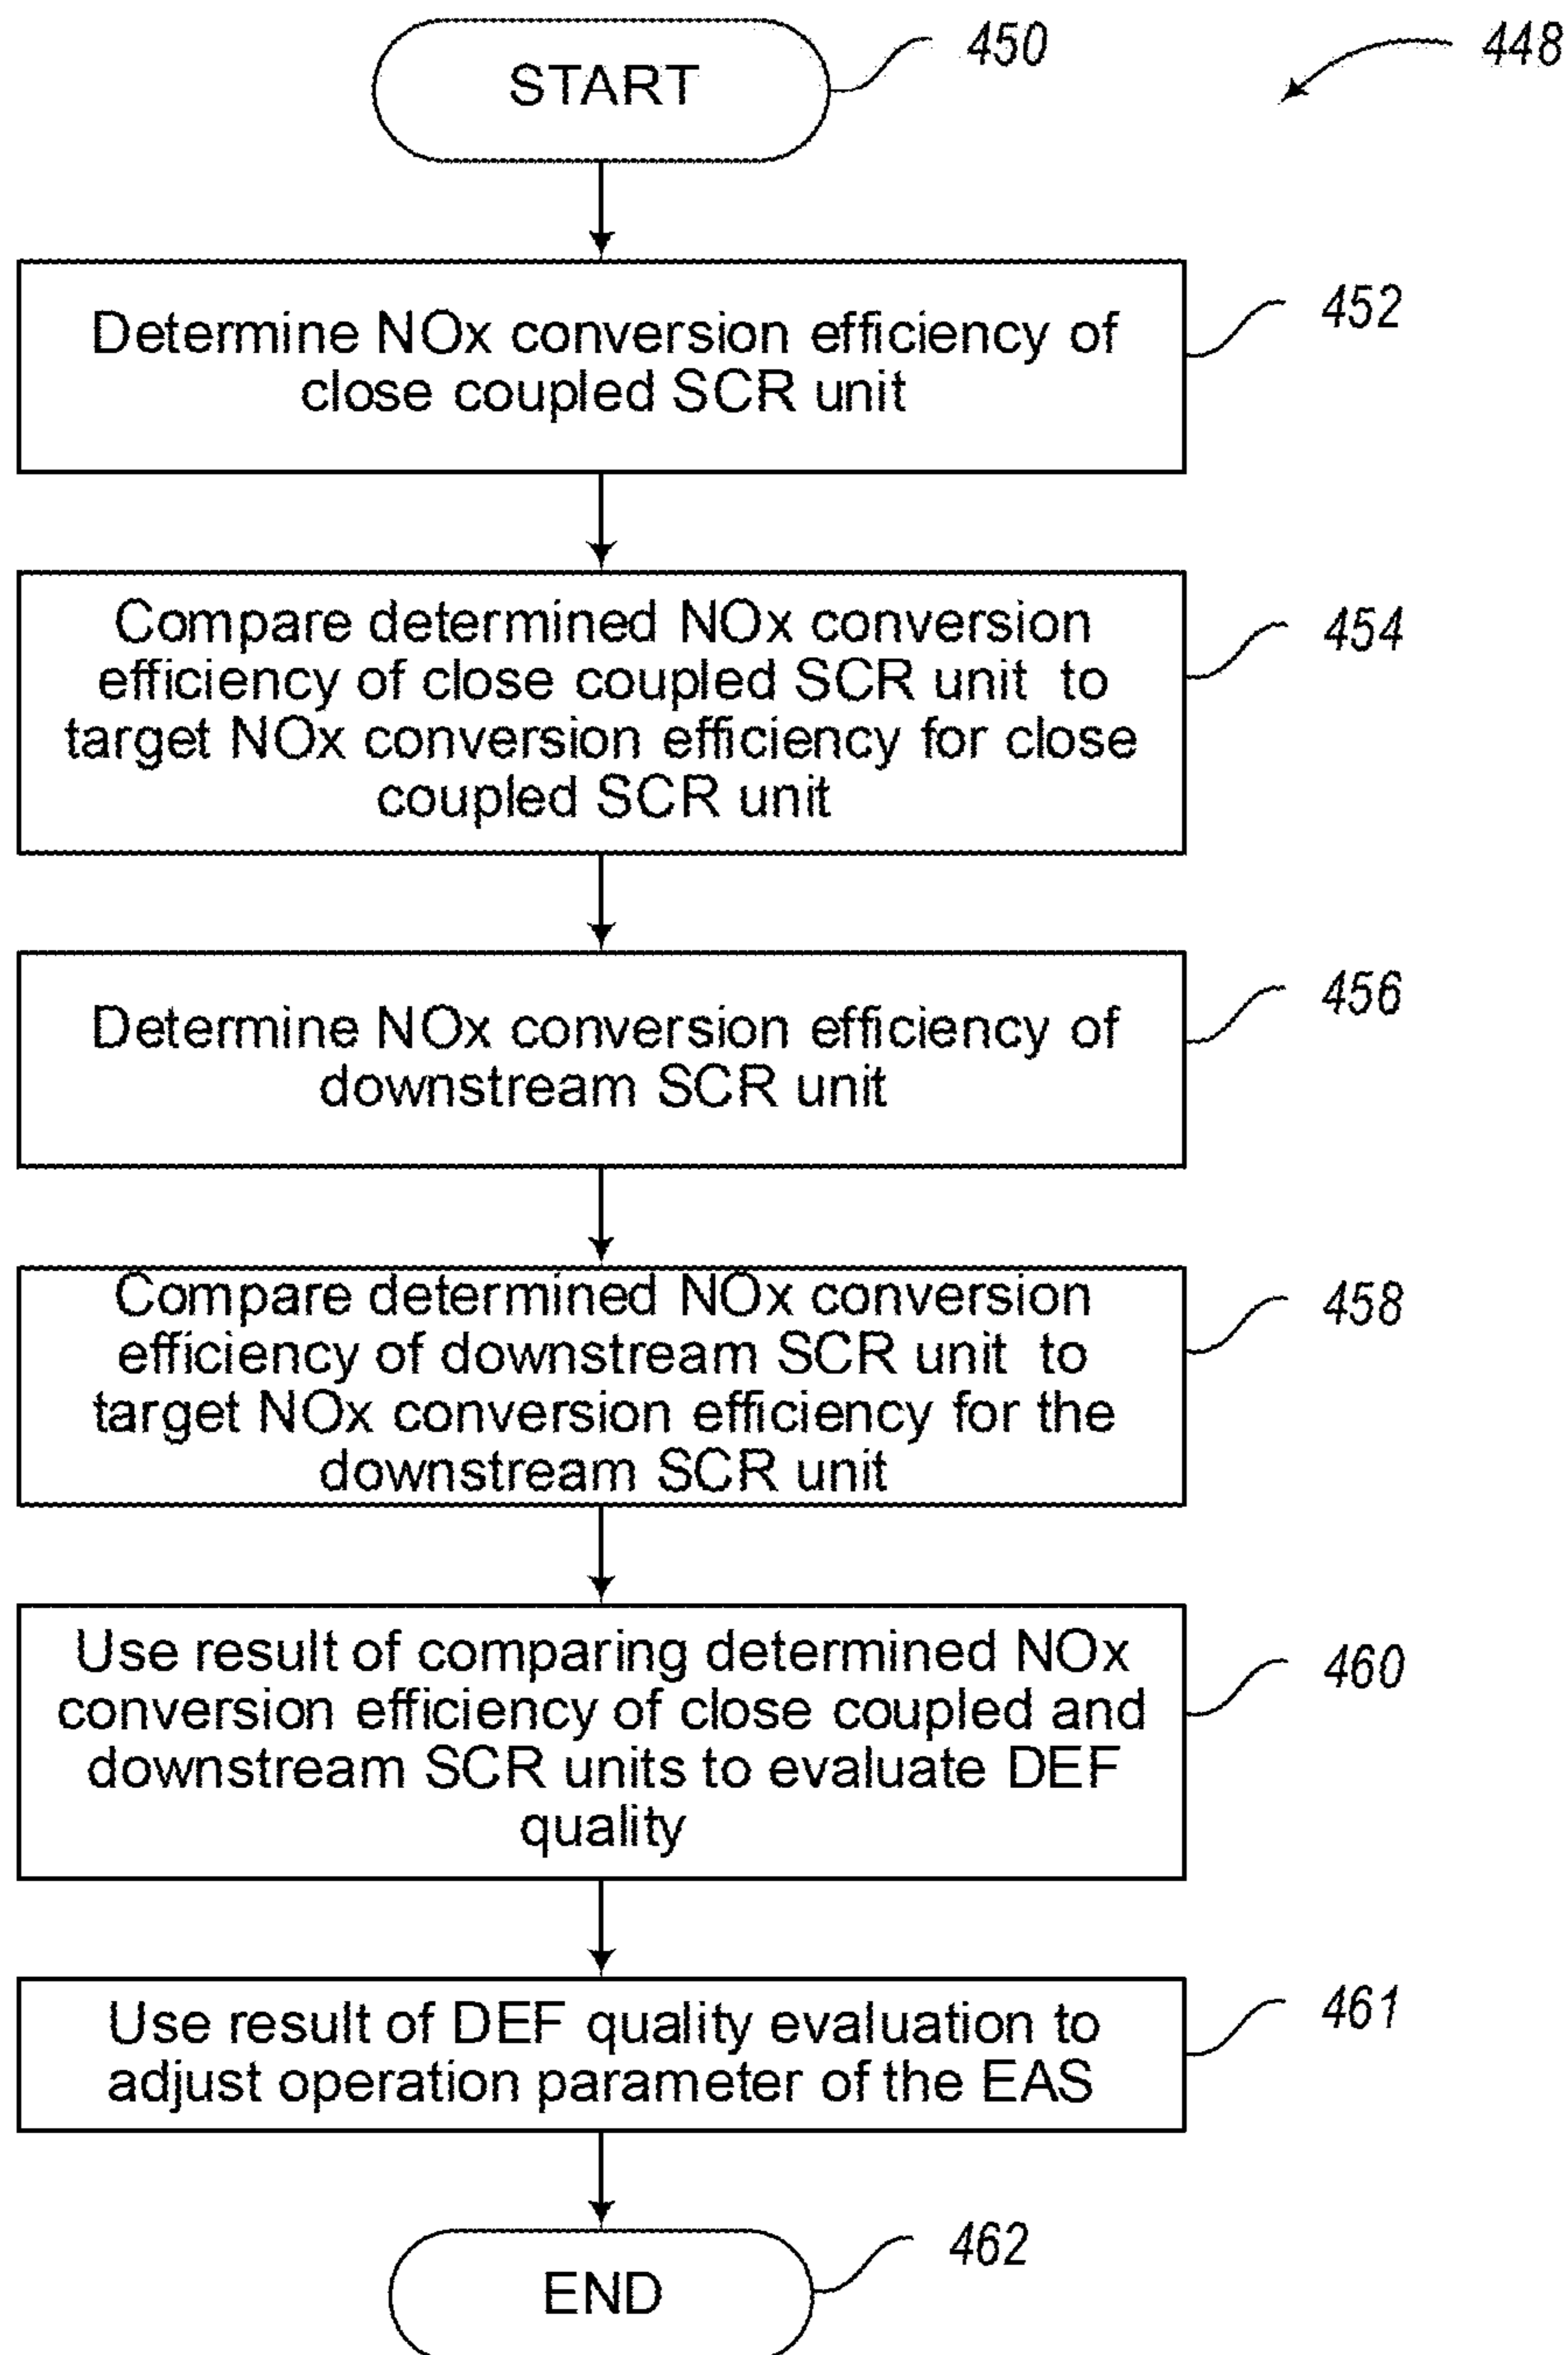 START
450
448
Determine NOx conversion efficiency of
close coupled SCR unit
452
Compare determined NOx conversion
efficiency of close coupled SCR unit to
target NOx conversion efficiency for close
coupled SCR unit
454
Determine NOx conversion efficiency of
downstream SCR unit
456
Compare determined NOx conversion
efficiency of downstream SCR unit to
target NOx conversion efficiency for the
downstream SCR unit
458
Use result of comparing determined NOx
conversion efficiency of close coupled and
downstream SCR units to evaluate DEF
quality
460
Use result of DEF quality evaluation to
adjust operation parameter of the EAS
461
END
462